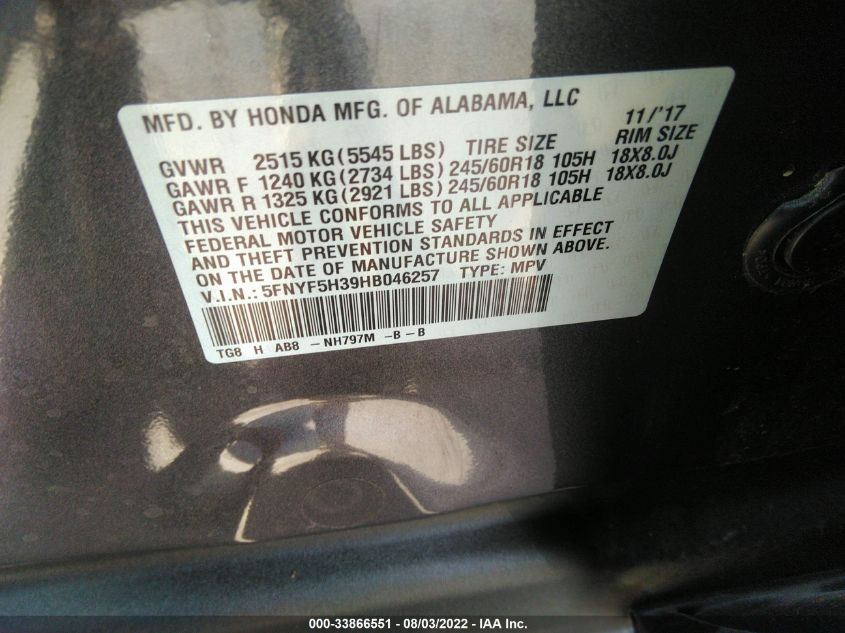 MFD. BY HONDA MFG. OF ALABAMA, LLC 11/'17
GVWR 2515 KG (5545 LBS) TIRE SIZE RIM SIZE
GAWR F 1240 KG (2734 LBS) 245/60R18 105H 18X8.0J
GAWR R 1325 KG (2921 LBS) 245/60R18 105H 18X8.0J
THIS VEHICLE CONFORMS TO ALL APPLICABLE
FEDERAL MOTOR VEHICLE SAFETY
AND THEFT PREVENTION STANDARDS IN EFFECT
ON THE DATE OF MANUFACTURE SHOWN ABOVE.
V.I.N.: 5FNYF5H39HB046257 TYPE: MPV
TG8 H AB8 - NH797M - B - B
000-33866551 - 08/03/2022 - IAA Inc.